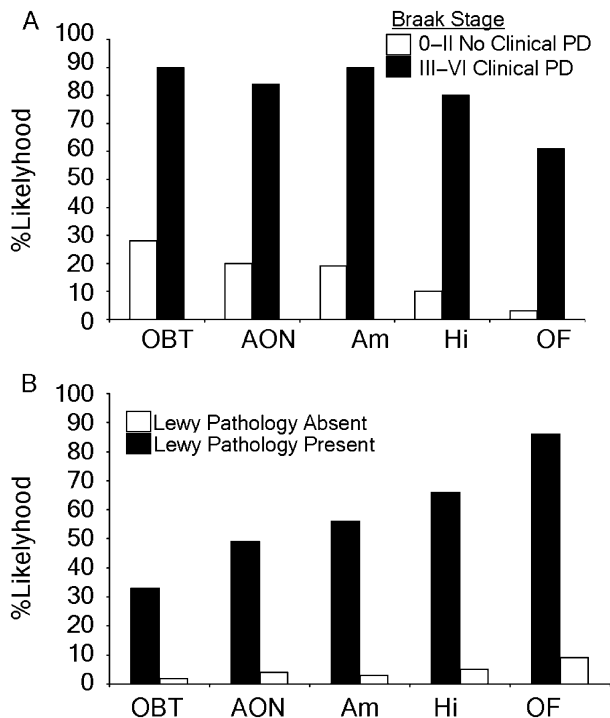 A
Braak Stage
0–II No Clinical PD
III–VI Clinical PD
%Likelyhood
100
90
80
70
60
50
40
30
20
10
0
OBT AON Am Hi OF
B
Lewy Pathology Absent
Lewy Pathology Present
%Likelyhood
100
90
80
70
60
50
40
30
20
10
0
OBT AON Am Hi OF